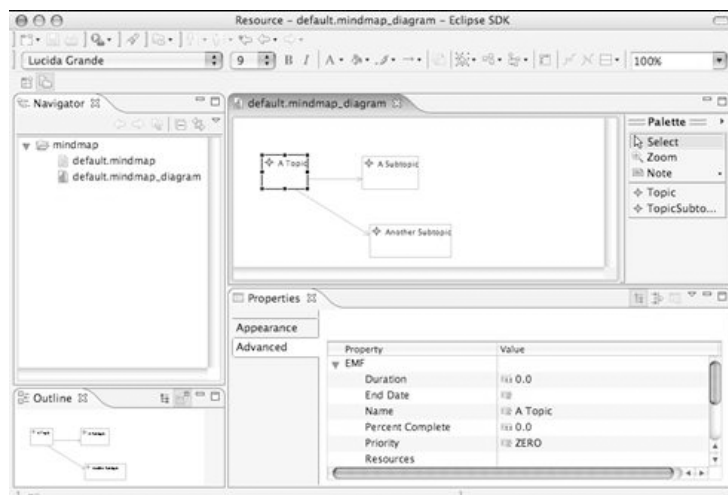 Resource – default.mindmap_diagram – Eclipse SDK
Lucida Grande 9 B I A 100%
Navigator
mindmap
default.mindmap
default.mindmap_diagram
default.mindmap_diagram
A Topic
A Subtopic
Another Subtopic
Palette
Select
Zoom
Note
Topic
TopicSubto...
Outline
Properties
Appearance
Advanced
Property Value
EMF
Duration 0.0
End Date
Name A Topic
Percent Complete 0.0
Priority ZERO
Resources